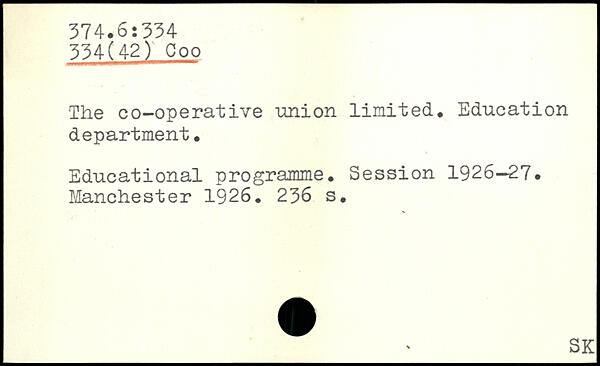 374.6:334
334(42) Coo
The co-operative union limited. Education
department.
Educational programme. Session 1926-27.
Manchester 1926. 236 s.
SK